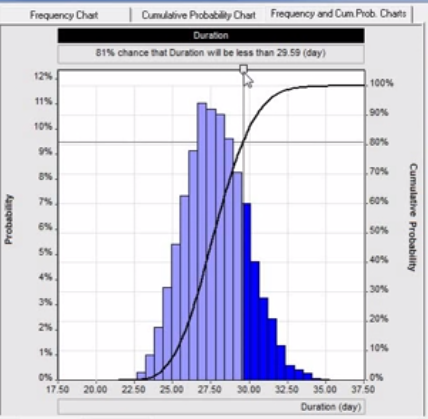 Frequency Chart
Cumulative Probability Chart
Frequency and Cum.Prob. Charts
Duration
81% chance that Duration will be less than 29.59 (day)
12%
11%
10%
9%
8%
7%
6%
5%
4%
3%
2%
1%
0%
Probability
100%
90%
80%
70%
60%
50%
40%
30%
20%
10%
0%
Cumulative Probability
17.50 20.00 22.50 25.00 27.50 30.00 32.50 35.00 37.50
Duration (day)